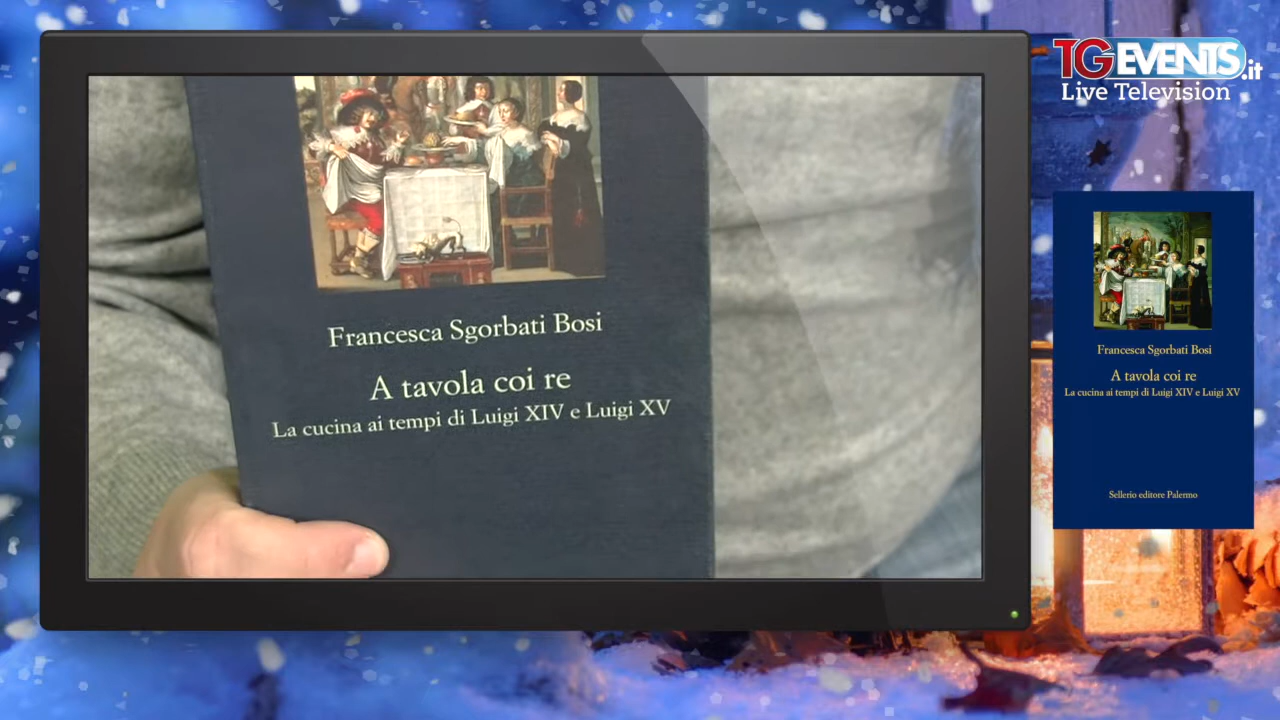 TGEVENTS.it
Live Television
Francesca Sgorbati Bosi
A tavola coi re
La cucina ai tempi di Luigi XIV e Luigi XV
Francesca Sgorbati Bosi
A tavola coi re
La cucina ai tempi di Luigi XIV e Luigi XV
Sellerio editore Palermo